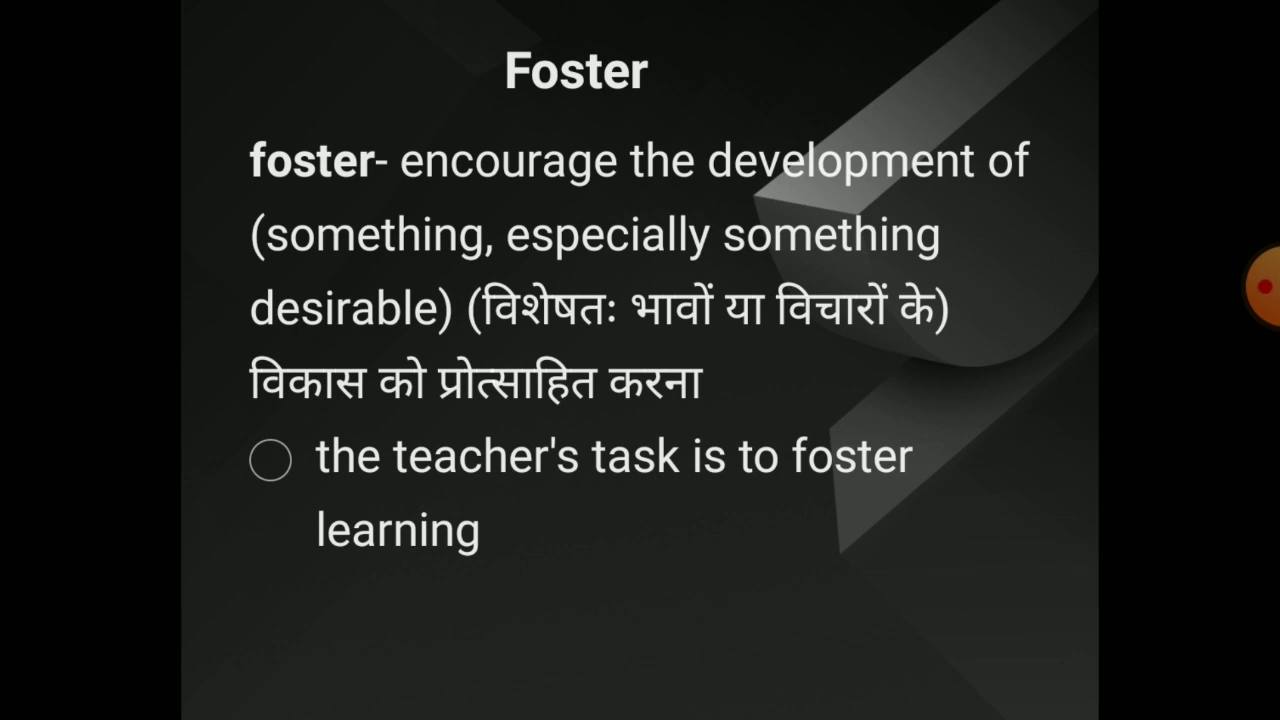 Foster
foster- encourage the development of
(something, especially something
desirable) (विशेषतः भावों या विचारों के)
विकास को प्रोत्साहित करना
the teacher's task is to foster
learning